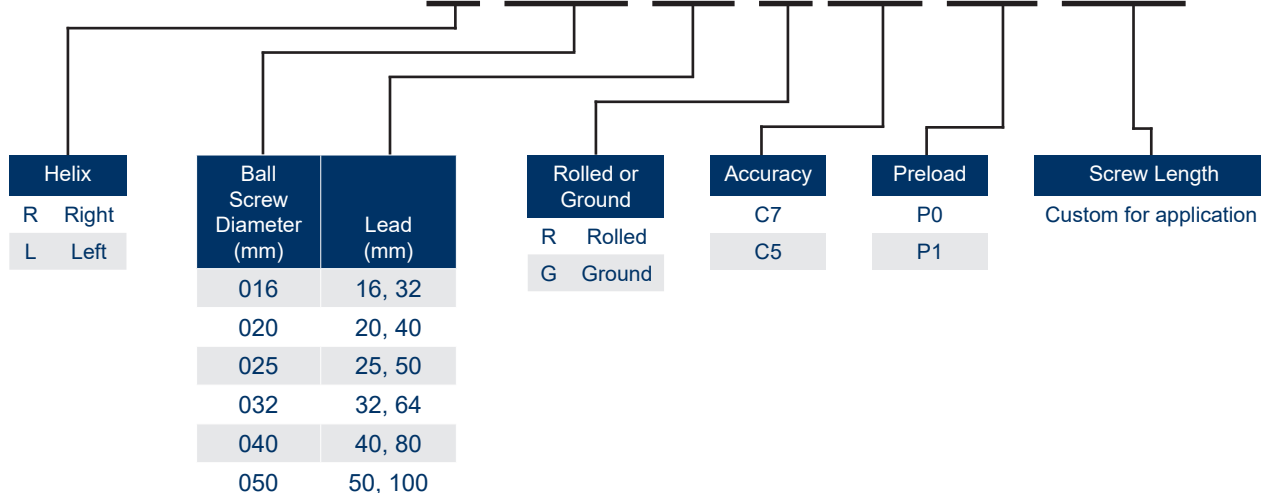 Helix
R Right
L Left
Ball
Screw
Diameter
(mm)
Lead
(mm)
016 16, 32
020 20, 40
025 25, 50
032 32, 64
040 40, 80
050 50, 100
Rolled or
Ground
R Rolled
G Ground
Accuracy
C7
C5
Preload
P0
P1
Screw Length
Custom for application